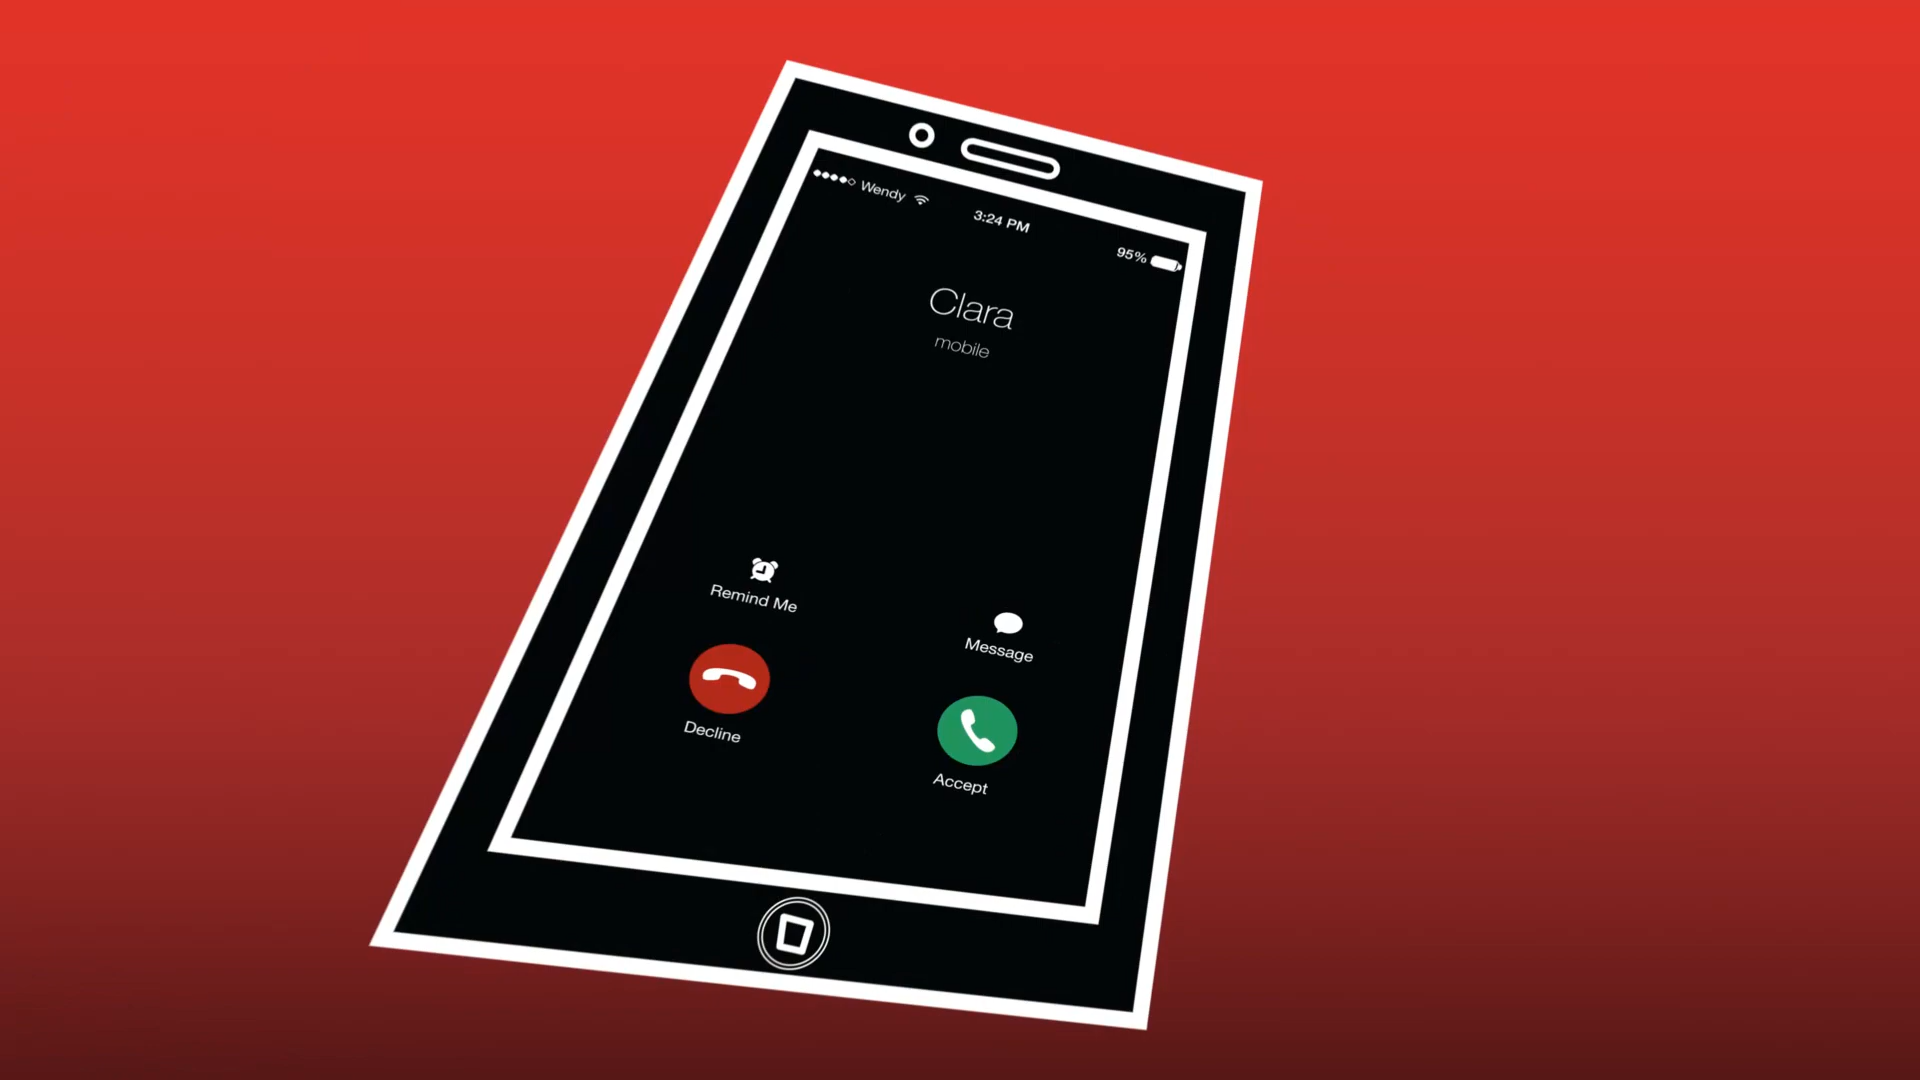 Wendy
3:24 PM
95%
Clara
mobile
Remind Me
Message
Decline
Accept